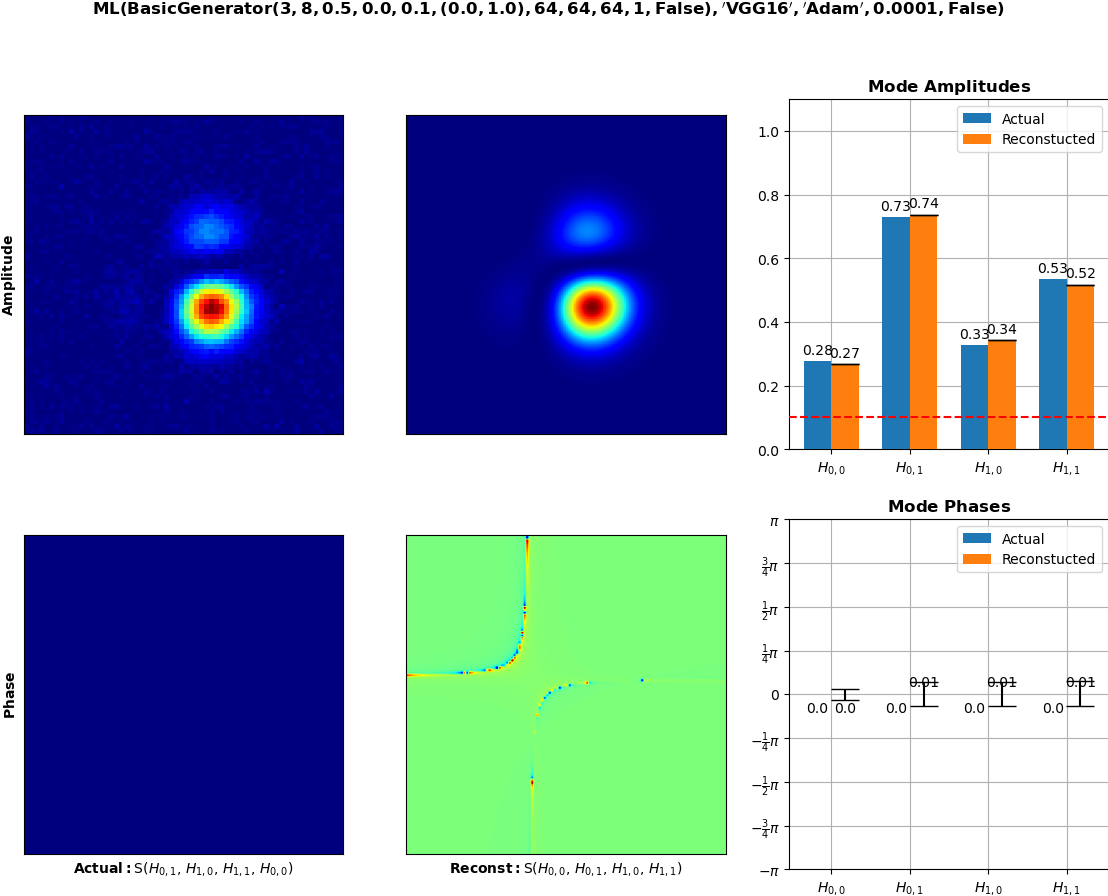 ML(BasicGenerator(3, 8, 0.5, 0.0, 0.1, (0.0, 1.0), 64, 64, 64, 1, False), 'VGG16', 'Adam', 0.0001, False)
Amplitude
Mode Amplitudes
Actual
Reconstucted
1.0
0.8
0.6
0.4
0.2
0.0
0.28 0.27
0.73 0.74
0.33 0.34
0.53 0.52
H0,0 H0,1 H1,0 H1,1
Phase
Actual: S(H0,1, H1,0, H1,1, H0,0)
Reconst: S(H0,0, H0,1, H1,0, H1,1)
Mode Phases
Actual
Reconstucted
π
3/4π
1/2π
1/4π
0
−1/4π
−1/2π
−3/4π
−π
0.0 0.0
0.0 0.01
0.0 0.01
0.0 0.01
H0,0 H0,1 H1,0 H1,1